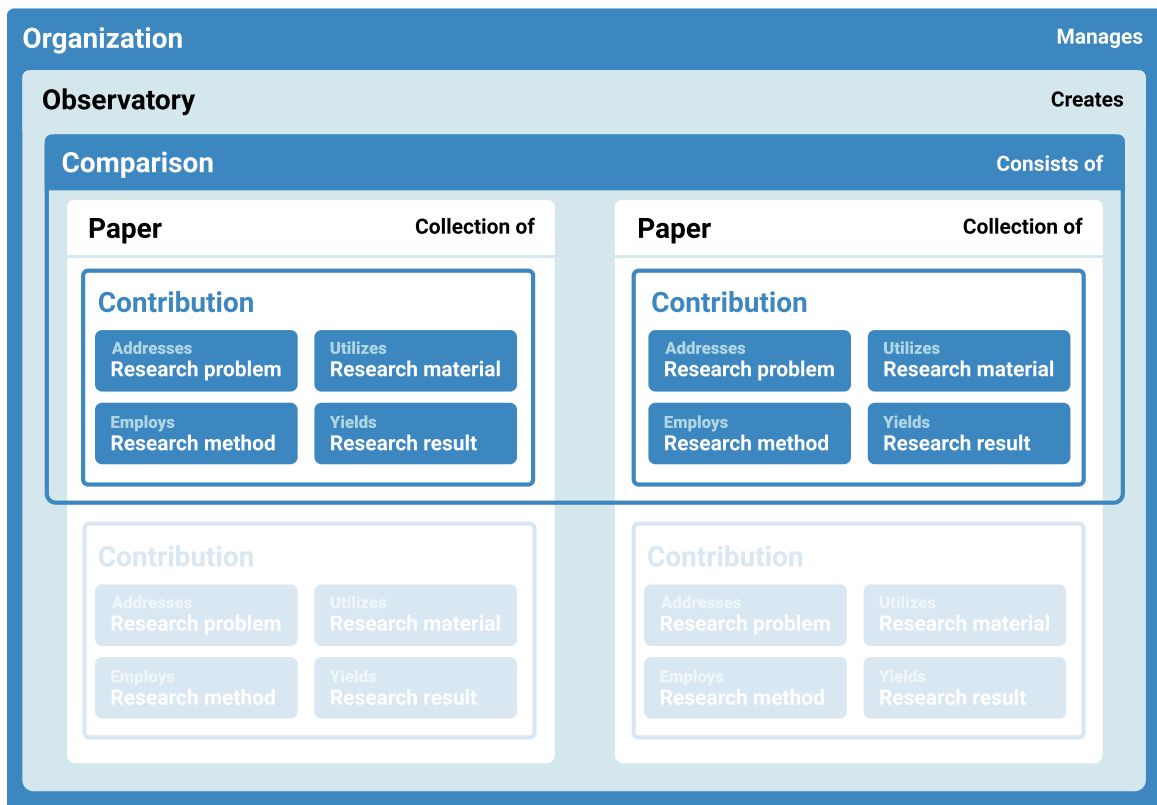 Organization Manages
Observatory Creates
Comparison Consists of
Paper Collection of
Contribution
Addresses
Research problem
Utilizes
Research material
Employs
Research method
Yields
Research result
Contribution
Addresses
Research problem
Utilizes
Research material
Employs
Research method
Yields
Research result
Paper Collection of
Contribution
Addresses
Research problem
Utilizes
Research material
Employs
Research method
Yields
Research result
Contribution
Addresses
Research problem
Utilizes
Research material
Employs
Research method
Yields
Research result